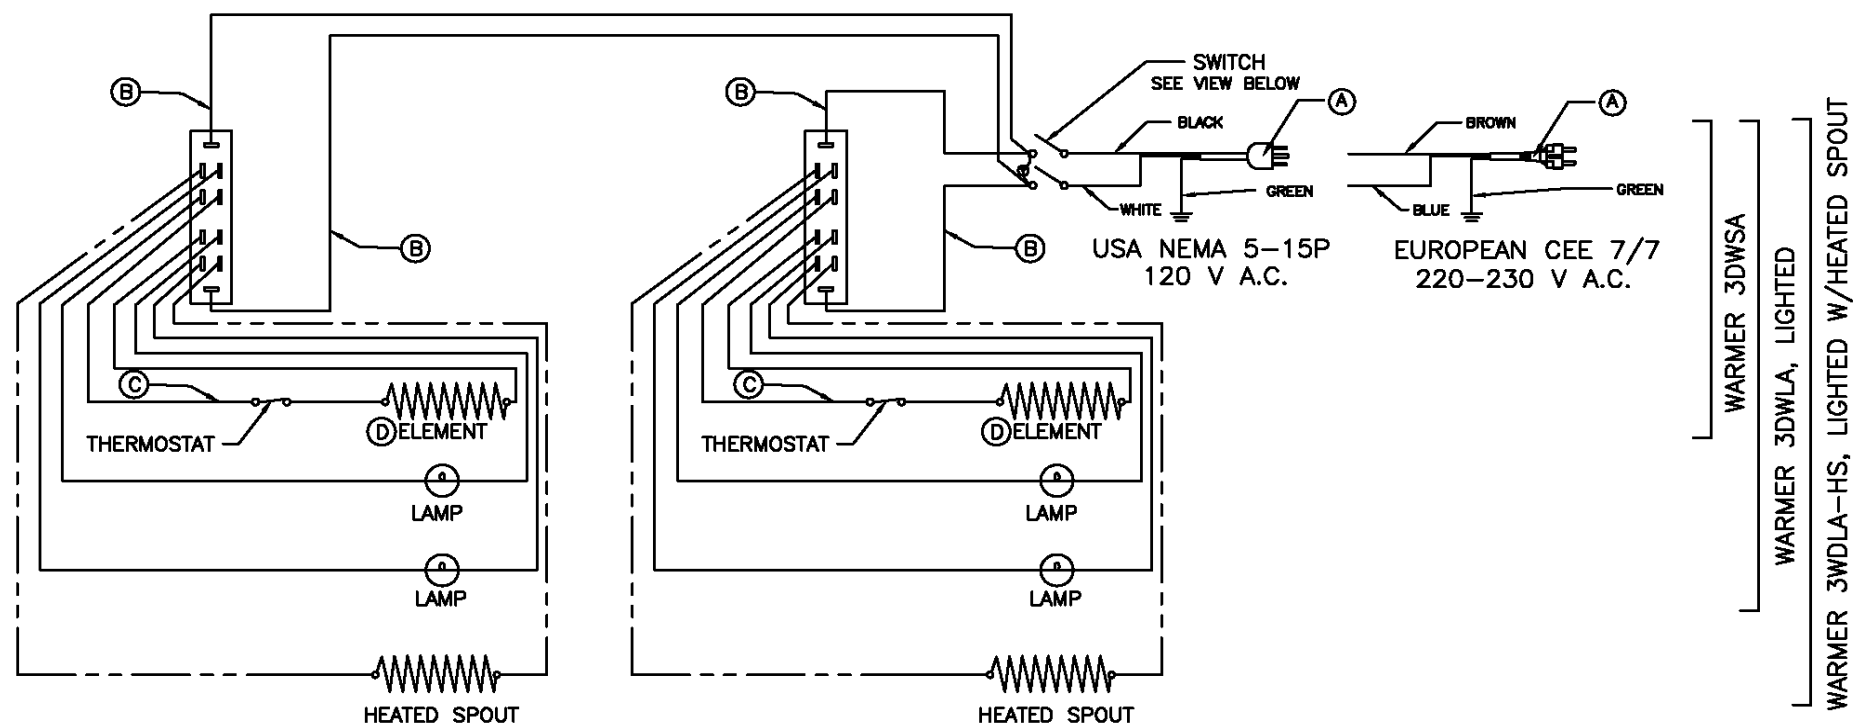 SWITCH
SEE VIEW BELOW
B
B
A
A
BLACK
BROWN
GREEN
GREEN
WHITE
BLUE
B
B
USA NEMA 5-15P
120 V A.C.
EUROPEAN CEE 7/7
220-230 V A.C.
C
THERMOSTAT
D ELEMENT
LAMP
LAMP
HEATED SPOUT
C
THERMOSTAT
D ELEMENT
LAMP
LAMP
HEATED SPOUT
WARMER 3DWSA
WARMER 3DWLA, LIGHTED
WARMER 3WDLA-HS, LIGHTED W/HEATED SPOUT